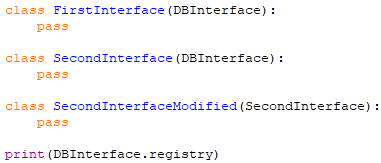 class FirstInterface(DBInterface):
    pass
class SecondInterface(DBInterface):
    pass
class SecondInterfaceModified(SecondInterface):
    pass
print(DBInterface.registry)